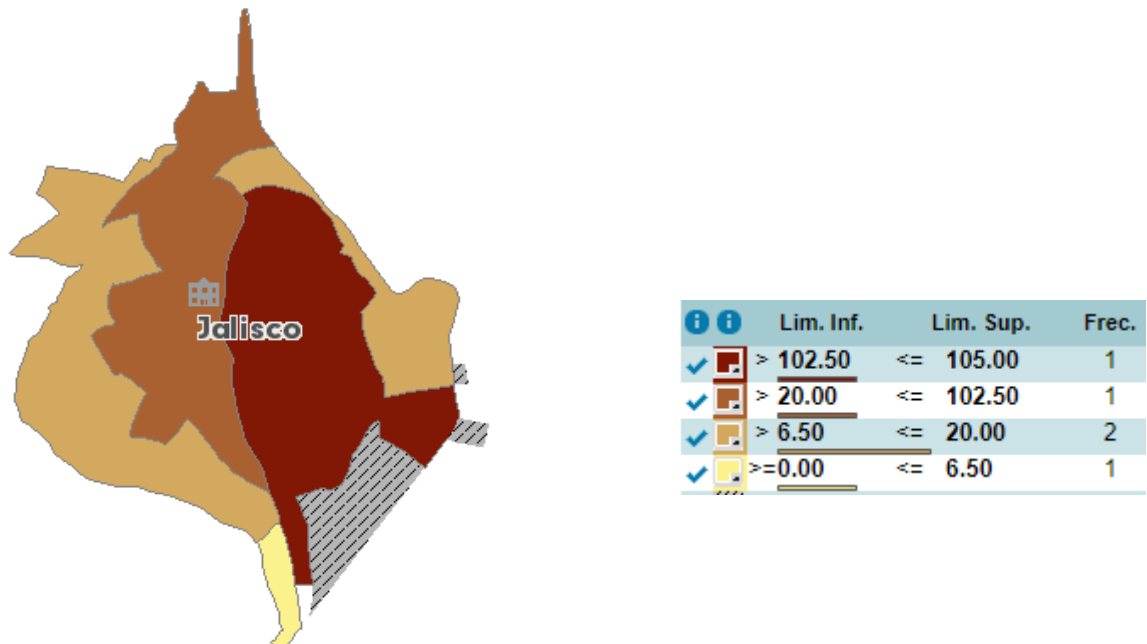 Jalisco
Lim. Inf. Lim. Sup. Frec.
> 102.50 <= 105.00 1
> 20.00 <= 102.50 1
> 6.50 <= 20.00 2
>= 0.00 <= 6.50 1